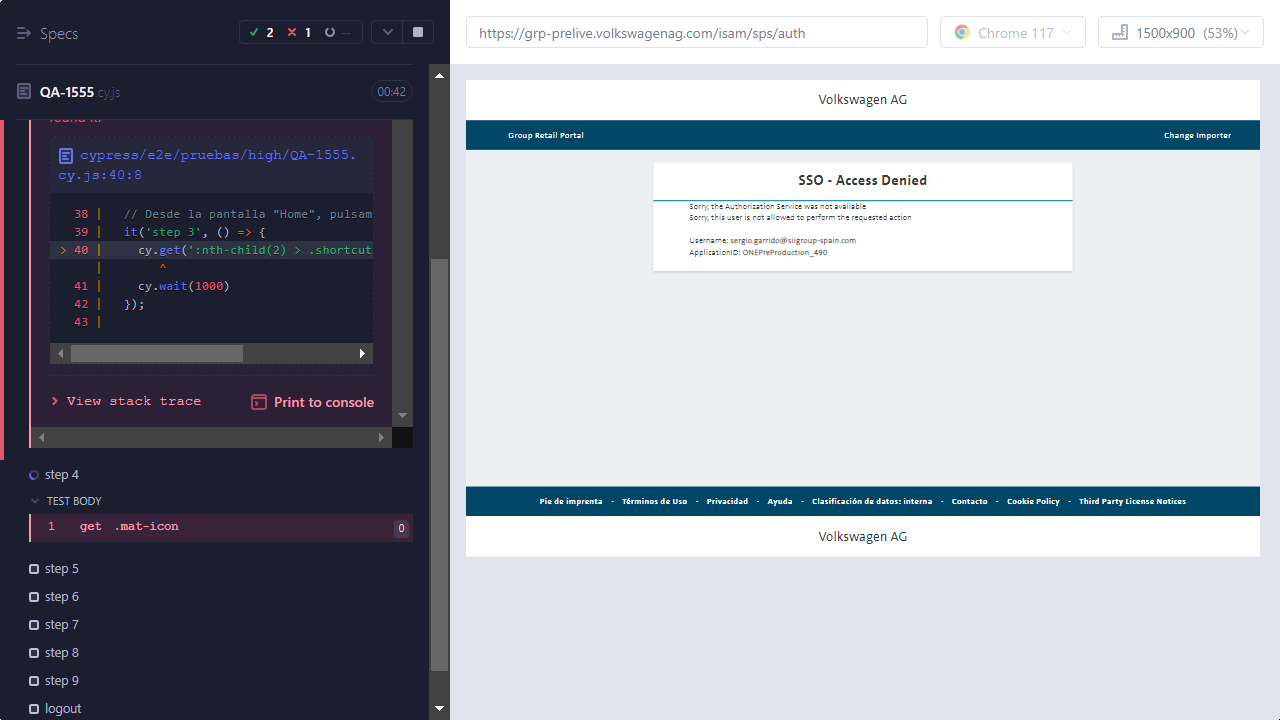 Specs
2
1
--
QA-1555.cy.js
00:42
found it.
cypress/e2e/pruebas/high/QA-1555.
cy.js:40:8
38 |   // Desde la pantalla "Home", pulsam
39 |   it('step 3', () => {
> 40 |     cy.get(':nth-child(2) > .shortcut
|        ^
41 |     cy.wait(1000)
42 |   });
43 |
View stack trace
Print to console
step 4
TEST BODY
1 get .mat-icon
0
step 5
step 6
step 7
step 8
step 9
logout
https://grp-prelive.volkswagenag.com/isam/sps/auth
Chrome 117
1500x900 (53%)
Volkswagen AG
Group Retail Portal
Change Importer
SSO - Access Denied
Sorry, the Authorization Service was not available
Sorry, this user is not allowed to perform the requested action
Username: sergio.garrido@siigroup-spain.com
ApplicationID: ONEPreProduction_490
Pie de imprenta - Términos de Uso - Privacidad - Ayuda - Clasificación de datos: interna - Contacto - Cookie Policy - Third Party License Notices
Volkswagen AG